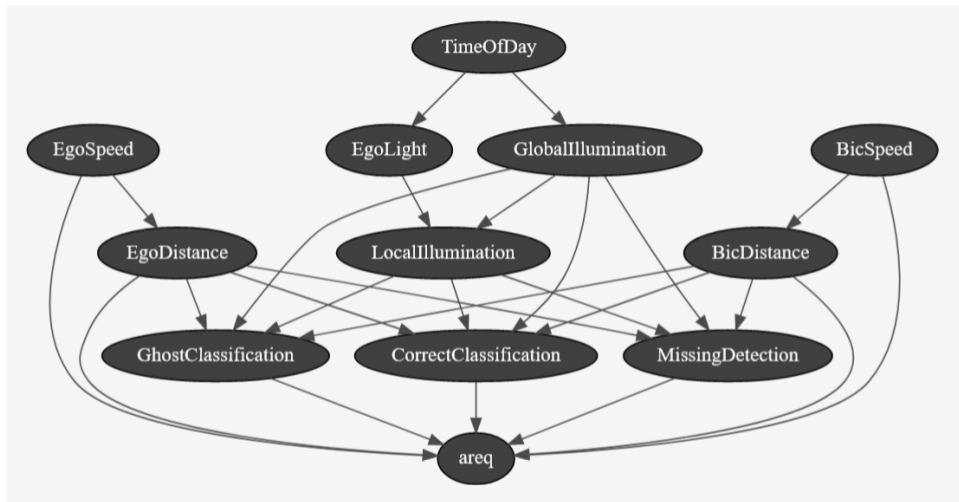 TimeOfDay
EgoSpeed
EgoLight
GlobalIllumination
BicSpeed
EgoDistance
LocalIllumination
BicDistance
GhostClassification
CorrectClassification
MissingDetection
areq